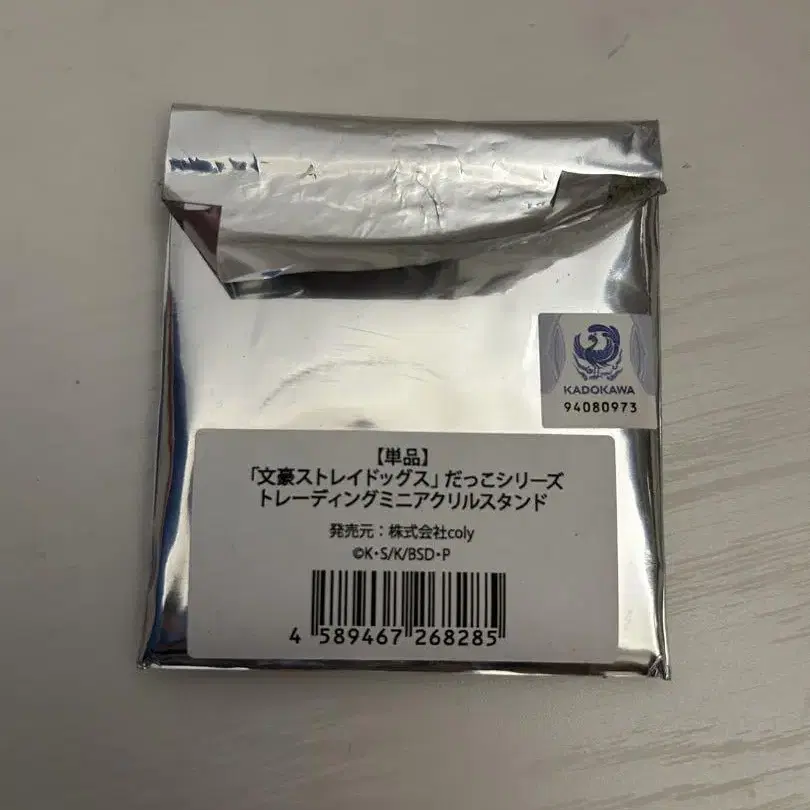 KADOKAWA
94080973
【単品】
「文豪ストレイドッグス」だっこシリーズ
トレーディングミニアクリルスタンド
発売元：株式会社coly
©K・S/K/BSD・P
4 589467 268285